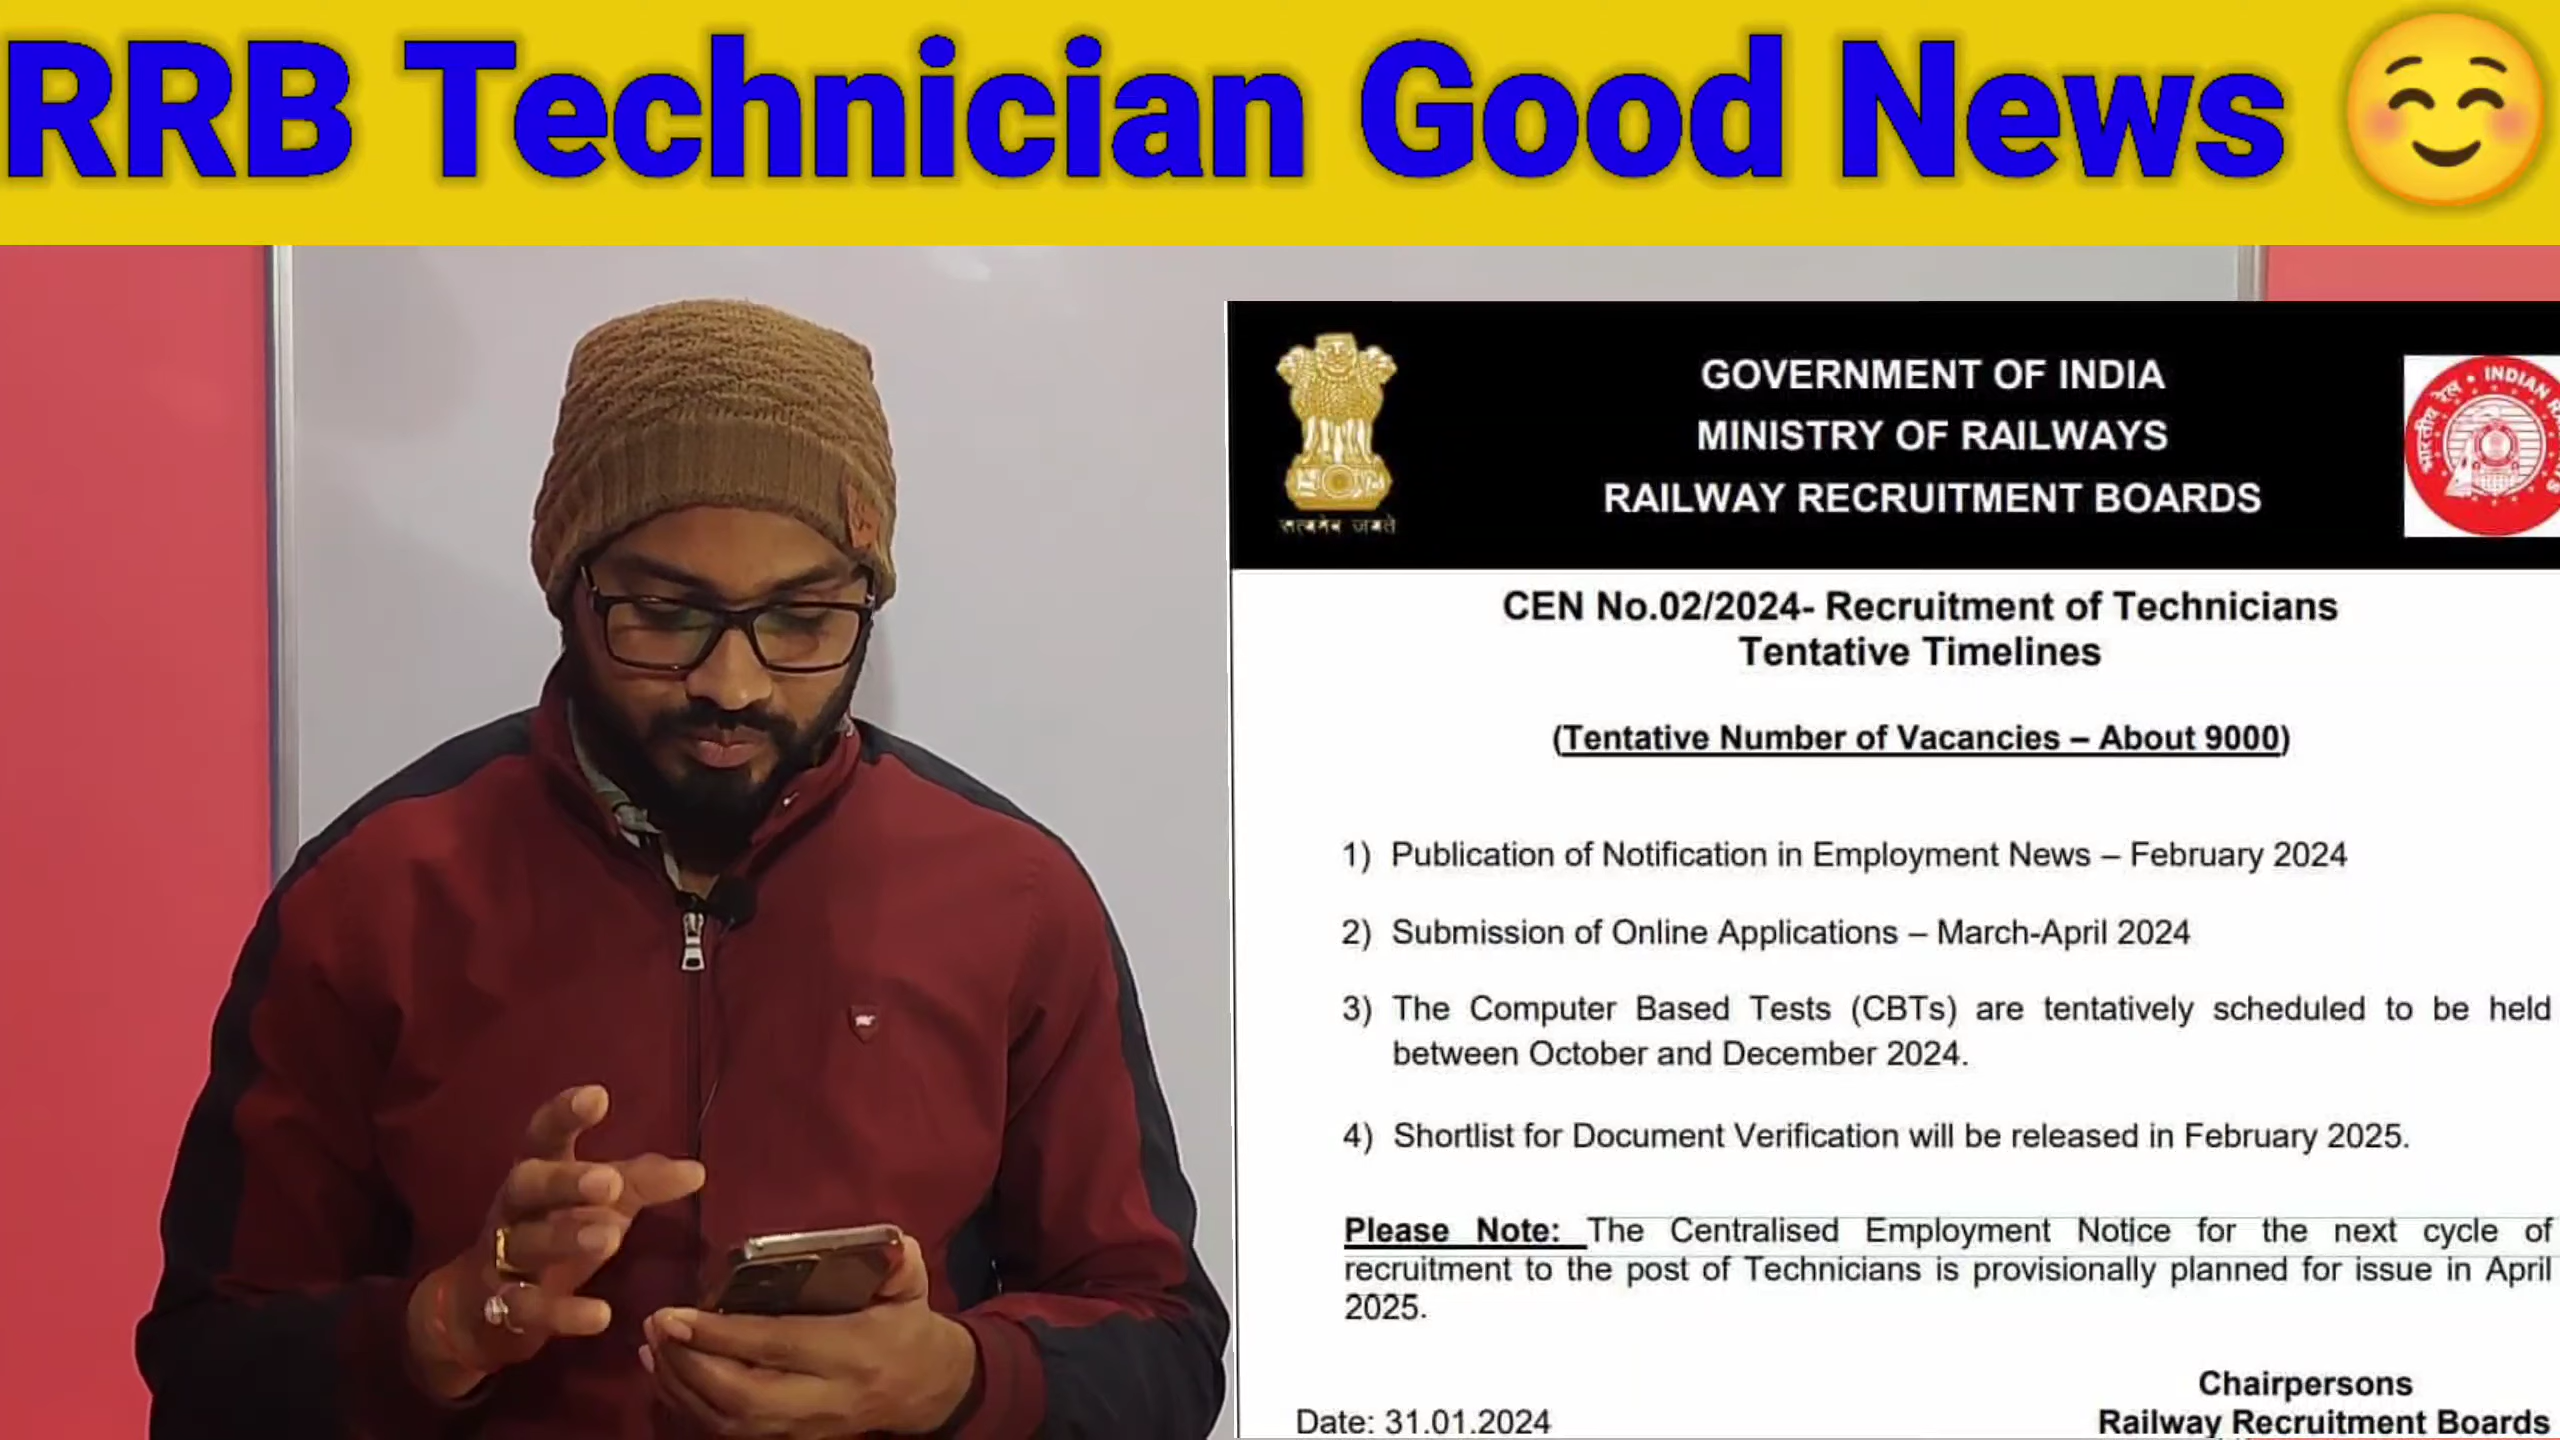 RRB Technician Good News
GOVERNMENT OF INDIA
MINISTRY OF RAILWAYS
RAILWAY RECRUITMENT BOARDS
सत्यमेव जयते
INDIAN
भारतीय रेल
CEN No.02/2024- Recruitment of Technicians
Tentative Timelines
(Tentative Number of Vacancies – About 9000)
1) Publication of Notification in Employment News – February 2024
2) Submission of Online Applications – March-April 2024
3) The Computer Based Tests (CBTs) are tentatively scheduled to be held
between October and December 2024.
4) Shortlist for Document Verification will be released in February 2025.
Please Note: The Centralised Employment Notice for the next cycle of
recruitment to the post of Technicians is provisionally planned for issue in April
2025.
Chairpersons
Date: 31.01.2024
Railway Recruitment Boards